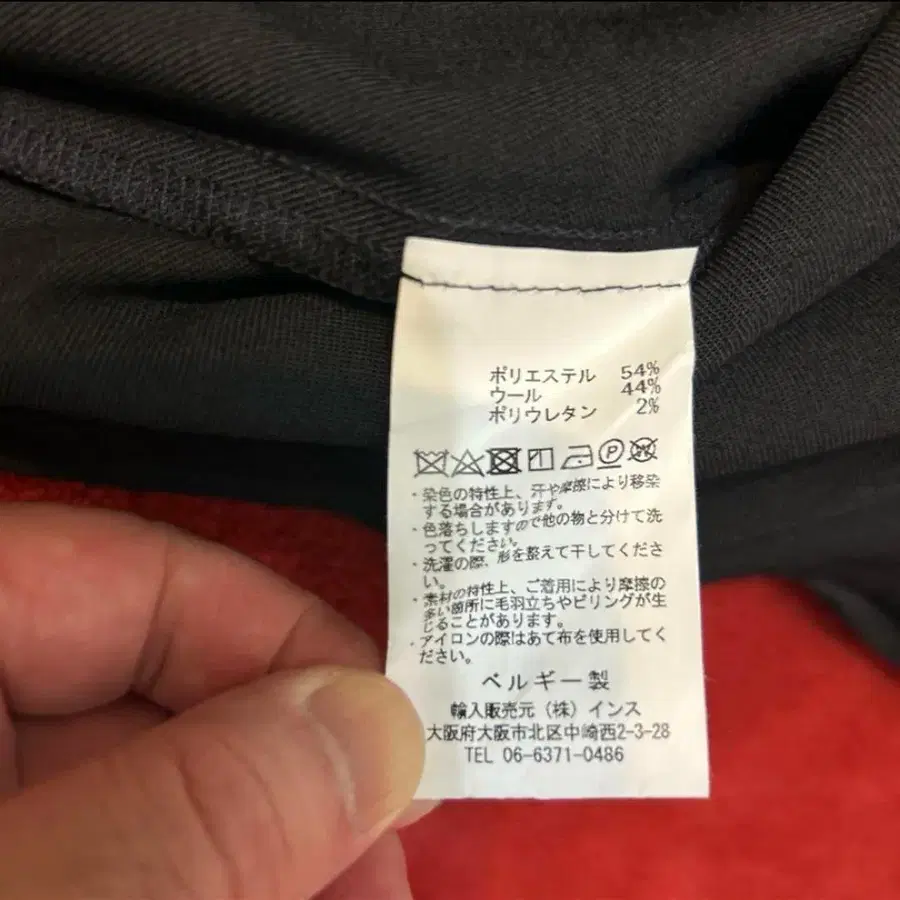 ポリエステル 54%
ウール 44%
ポリウレタン 2%
P W
・染色の特性上、汗や摩擦により移染
する場合があります。
・色落ちしますので他の物と分けて洗
ってください。
・洗濯の際、形を整えて干してくださ
い。
・素材の特性上、ご着用により摩擦の
多い箇所に毛羽立ちやピリングが生
じることがあります。
・アイロンの際はあて布を使用してく
ださい。
ベルギー製
輸入販売元(株)インス
大阪府大阪市北区中崎西2-3-28
TEL 06-6371-0486